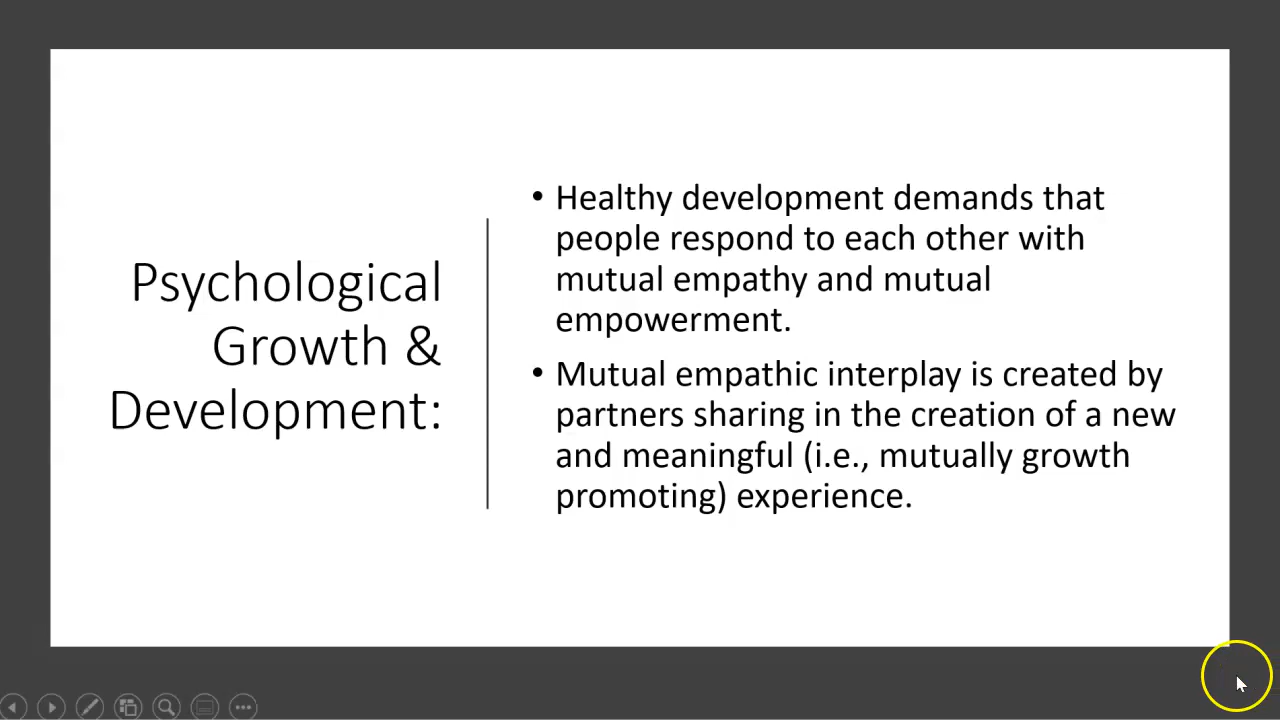 Psychological
Growth &
Development:
• Healthy development demands that
people respond to each other with
mutual empathy and mutual
empowerment.
• Mutual empathic interplay is created by
partners sharing in the creation of a new
and meaningful (i.e., mutually growth
promoting) experience.